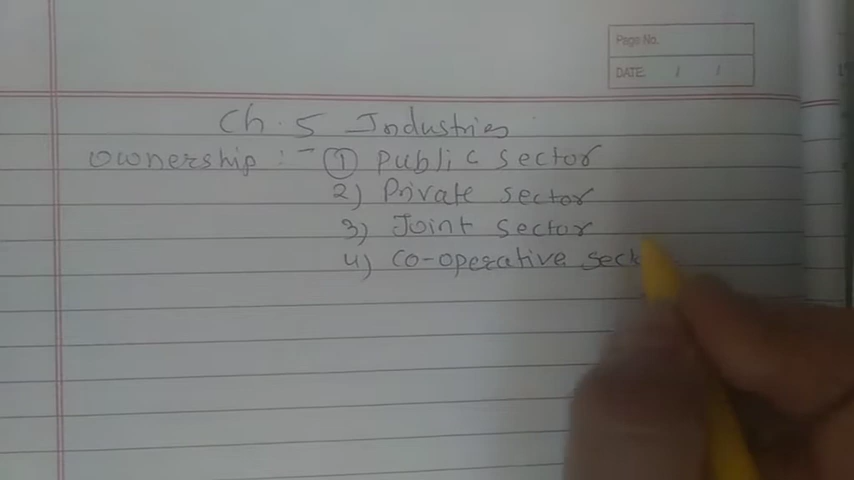 Page No.
DATE: / /
Ch. 5 Industries
Ownership :- ① Public sector
2) Private sector
3) Joint sector
4) Co-operative sect